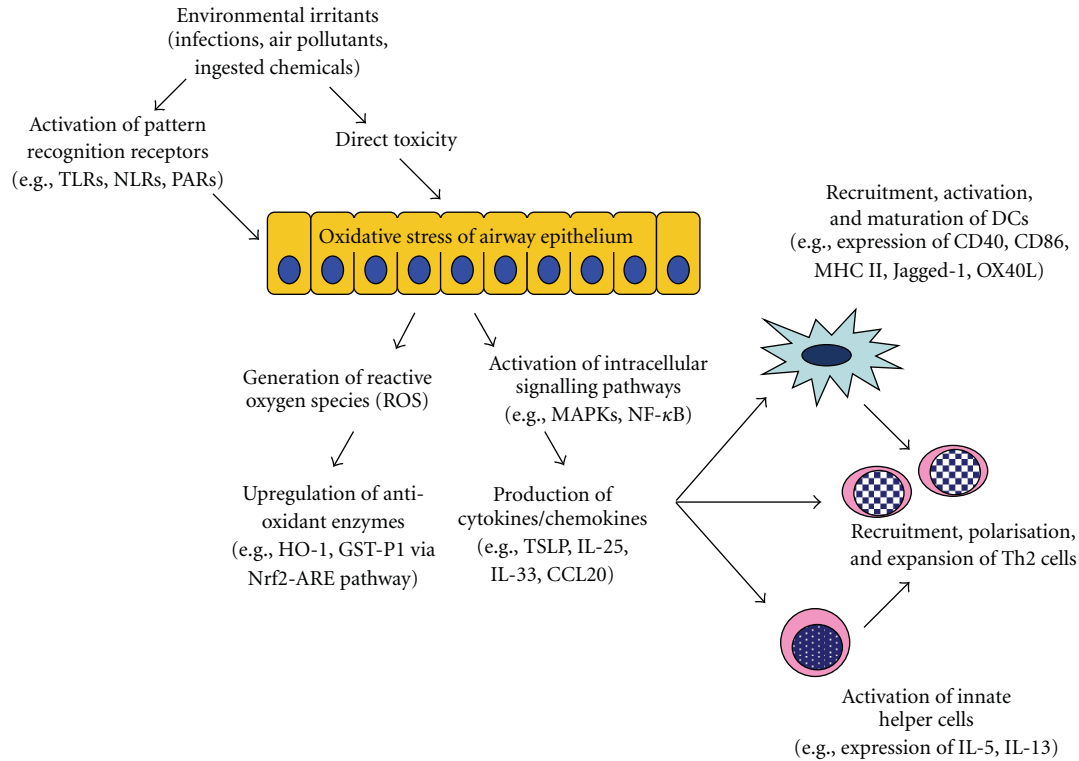 Environmental irritants
(infections, air pollutants,
ingested chemicals)
Activation of pattern
recognition receptors
(e.g., TLRs, NLRs, PARs)
Direct toxicity
Oxidative stress of airway epithelium
Generation of reactive
oxygen species (ROS)
Activation of intracellular
signalling pathways
(e.g., MAPKs, NF-κB)
Upregulation of anti-
oxidant enzymes
(e.g., HO-1, GST-P1 via
Nrf2-ARE pathway)
Production of
cytokines/chemokines
(e.g., TSLP, IL-25,
IL-33, CCL20)
Recruitment, activation,
and maturation of DCs
(e.g., expression of CD40, CD86,
MHC II, Jagged-1, OX40L)
Recruitment, polarisation,
and expansion of Th2 cells
Activation of innate
helper cells
(e.g., expression of IL-5, IL-13)